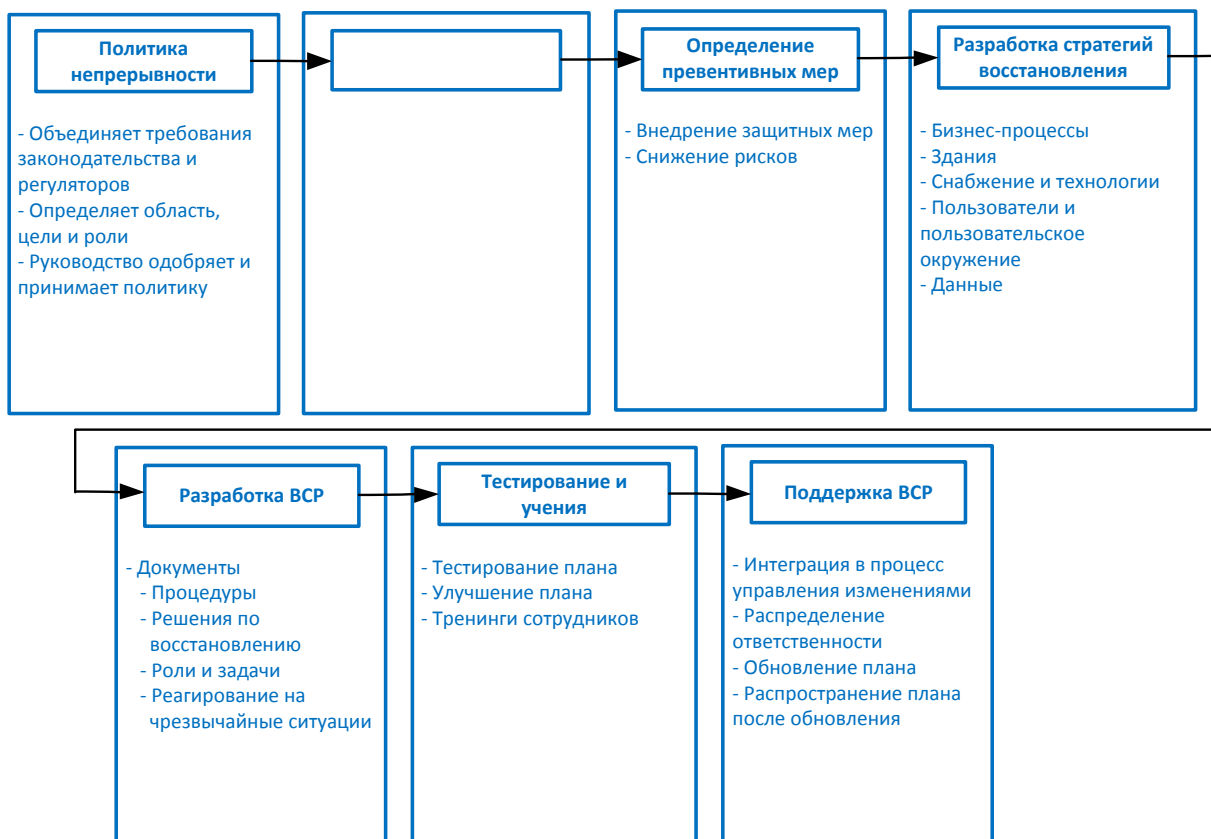 Политика
непрерывности
- Объединяет требования
законодательства и
регуляторов
- Определяет область,
цели и роли
- Руководство одобряет и
принимает политику
Определение
превентивных мер
- Внедрение защитных мер
- Снижение рисков
Разработка стратегий
восстановления
- Бизнес-процессы
- Здания
- Снабжение и технологии
- Пользователи и
пользовательское
окружение
- Данные
Разработка BCP
- Документы
- Процедуры
- Решения по
восстановлению
- Роли и задачи
- Реагирование на
чрезвычайные ситуации
Тестирование и
учения
- Тестирование плана
- Улучшение плана
- Тренинги сотрудников
Поддержка BCP
- Интеграция в процесс
управления изменениями
- Распределение
ответственности
- Обновление плана
- Распространение плана
после обновления